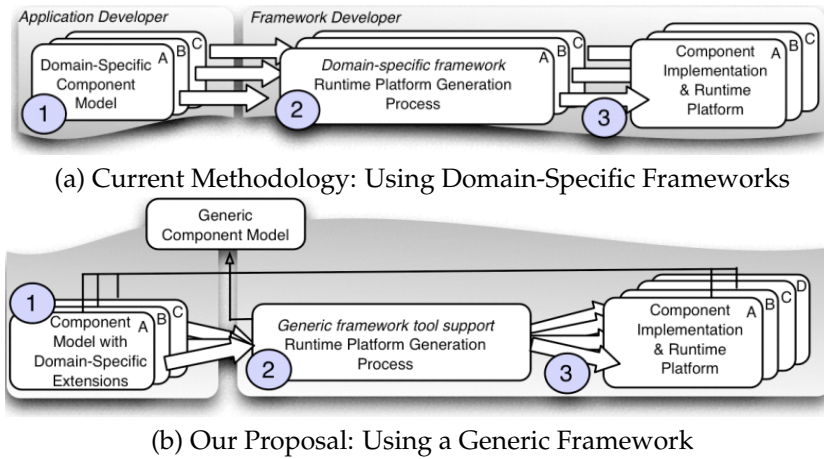 Application Developer
Framework Developer
Domain-Specific
Component
Model
A
B
C
1
Domain-specific framework
Runtime Platform Generation
Process
A
B
C
2
Component
Implementation
& Runtime
Platform
A
B
C
3
(a) Current Methodology: Using Domain-Specific Frameworks
Generic
Component Model
1
Component
Model with
Domain-Specific
Extensions
A
B
C
Generic framework tool support
Runtime Platform Generation
Process
2
3
Component
Implementation
& Runtime
Platform
A
B
C
D
(b) Our Proposal: Using a Generic Framework